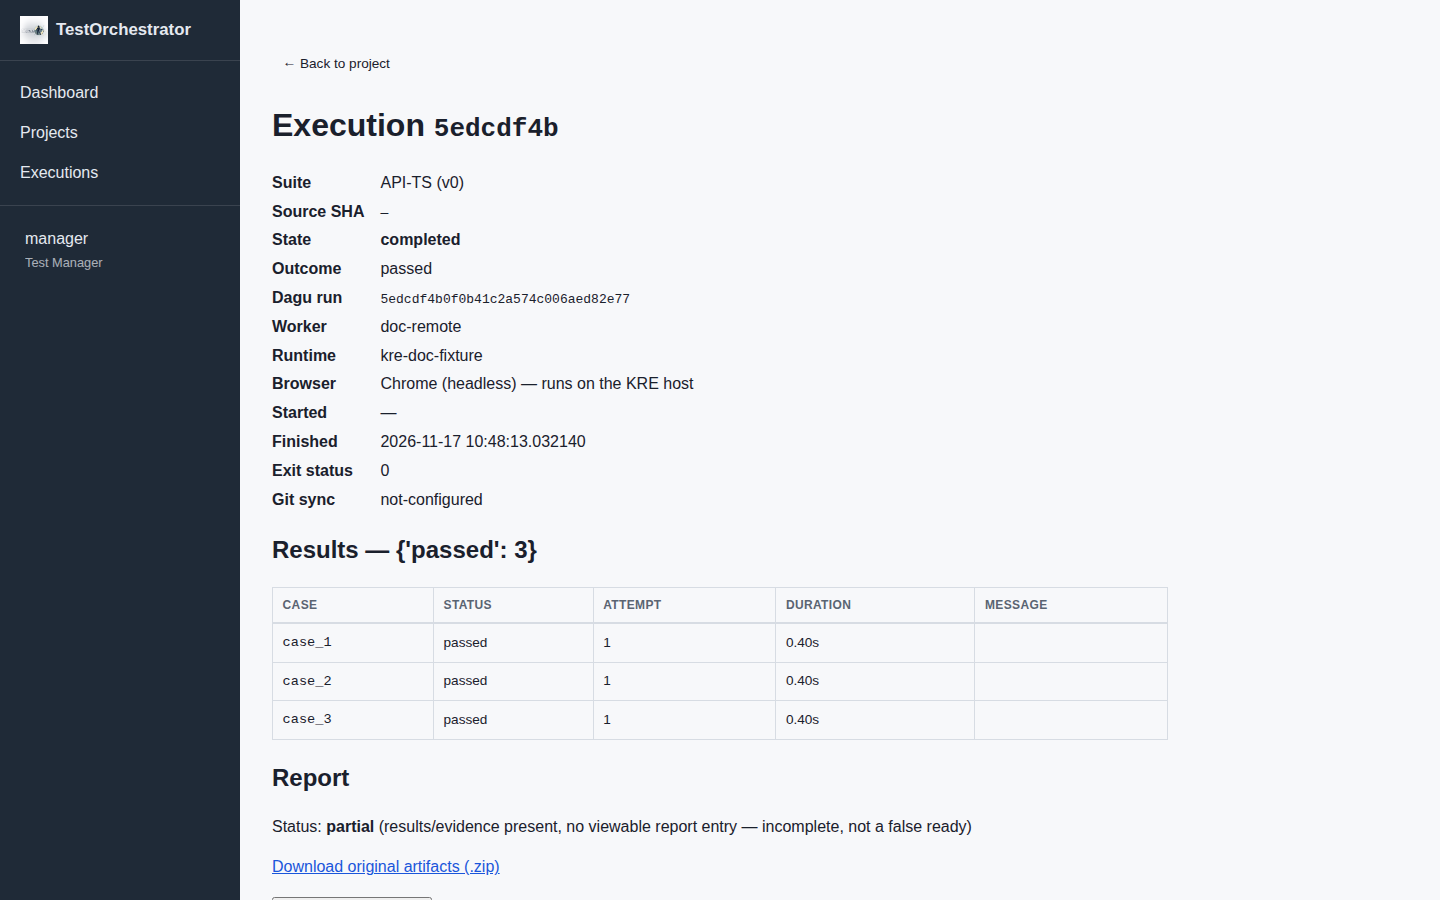 TestOrchestrator
Dashboard
Projects
Executions
manager
Test Manager
← Back to project
Execution 5edcdf4b
Suite API-TS (v0)
Source SHA –
State completed
Outcome passed
Dagu run 5edcdf4b0f0b41c2a574c006aed82e77
Worker doc-remote
Runtime kre-doc-fixture
Browser Chrome (headless) — runs on the KRE host
Started —
Finished 2026-11-17 10:48:13.032140
Exit status 0
Git sync not-configured
Results — {'passed': 3}
CASE STATUS ATTEMPT DURATION MESSAGE
case_1 passed 1 0.40s
case_2 passed 1 0.40s
case_3 passed 1 0.40s
Report
Status: partial (results/evidence present, no viewable report entry — incomplete, not a false ready)
Download original artifacts (.zip)